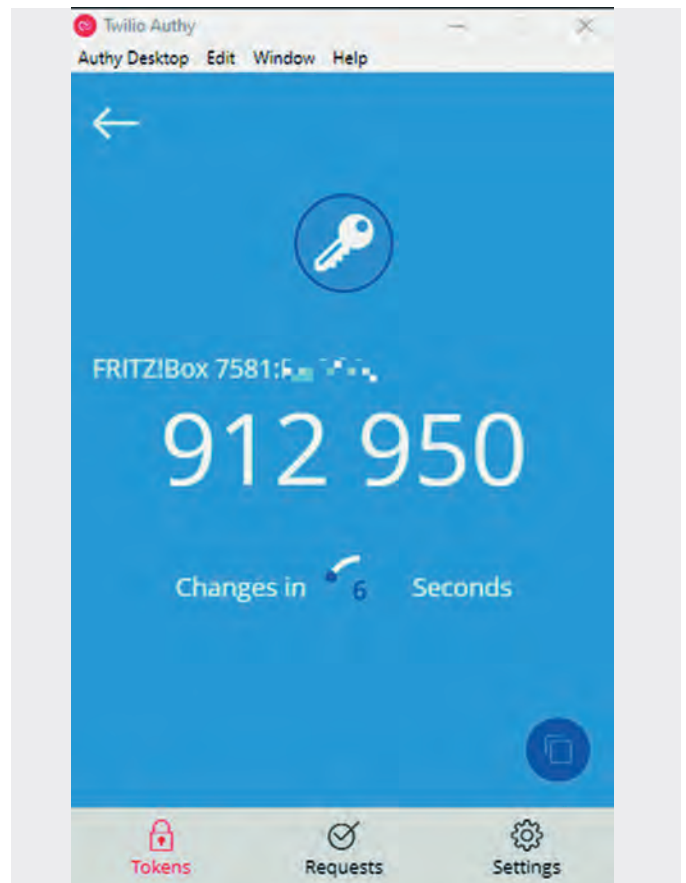 Twilio Authy
Authy Desktop Edit Window Help
FRITZ!Box 7581:
912 950
Changes in 6 Seconds
Tokens Requests Settings